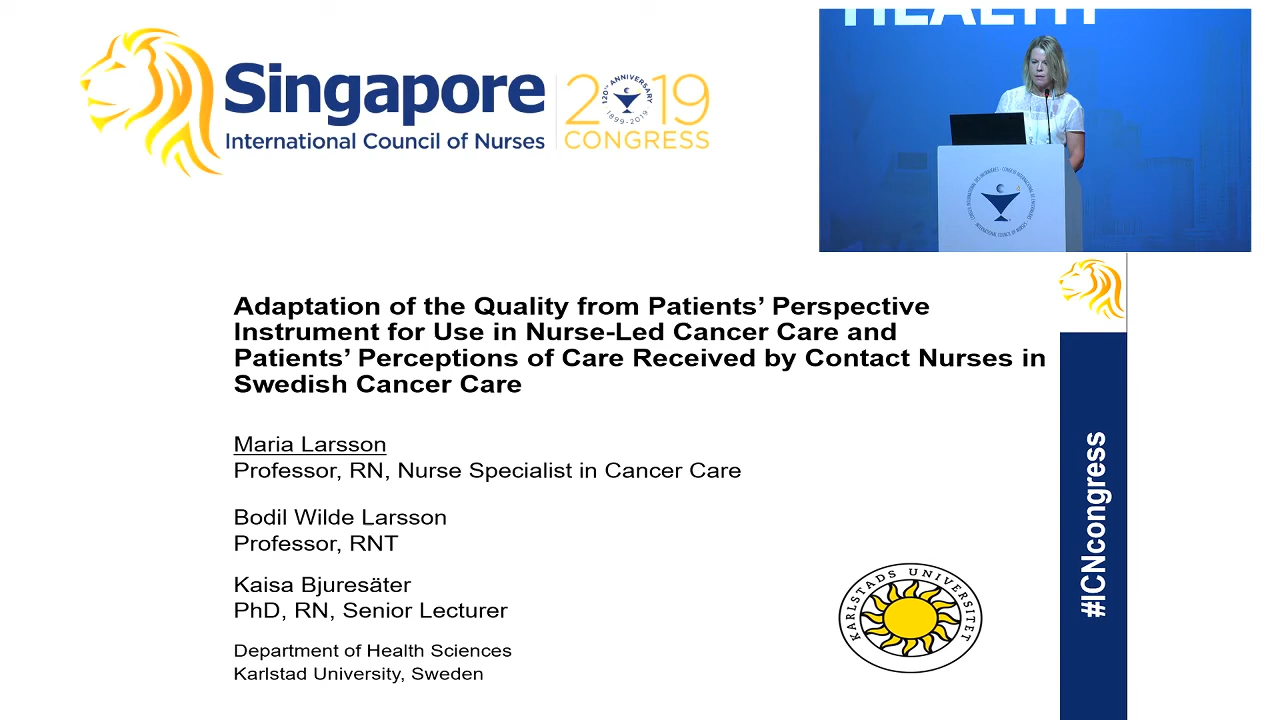 Singapore
International Council of Nurses
2019
CONGRESS
120TH ANNIVERSARY
1899-2019
HEALTH
Adaptation of the Quality from Patients’ Perspective
Instrument for Use in Nurse-Led Cancer Care and
Patients’ Perceptions of Care Received by Contact Nurses in
Swedish Cancer Care
Maria Larsson
Professor, RN, Nurse Specialist in Cancer Care
Bodil Wilde Larsson
Professor, RNT
Kaisa Bjuresäter
PhD, RN, Senior Lecturer
Department of Health Sciences
Karlstad University, Sweden
KARLSTADS UNIVERSITET
#ICNcongress